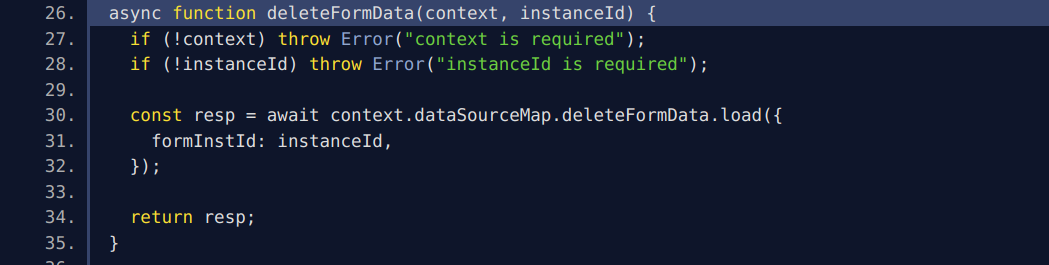 26. async function deleteFormData(context, instanceId) {
27. if (!context) throw Error("context is required");
28. if (!instanceId) throw Error("instanceId is required");
29.
30. const resp = await context.dataSourceMap.deleteFormData.load({
31. formInstId: instanceId,
32. });
33.
34. return resp;
35. }